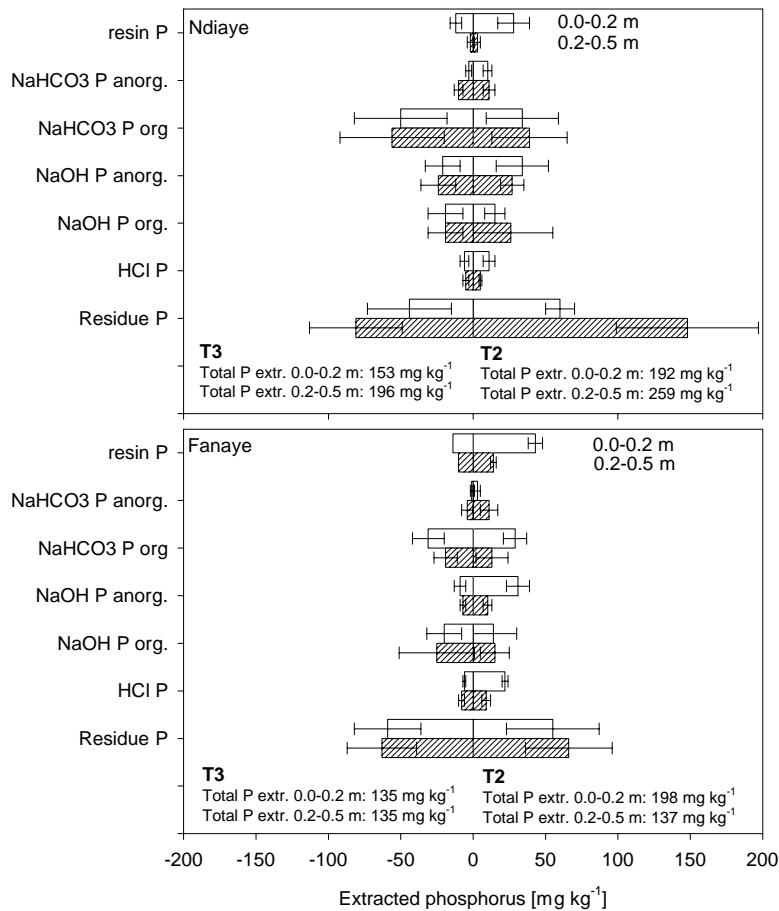 resin P Ndiaye 0.0-0.2 m
0.2-0.5 m
NaHCO3 P anorg.
NaHCO3 P org
NaOH P anorg.
NaOH P org.
HCl P
Residue P
T3 T2
Total P extr. 0.0-0.2 m: 153 mg kg⁻¹ Total P extr. 0.0-0.2 m: 192 mg kg⁻¹
Total P extr. 0.2-0.5 m: 196 mg kg⁻¹ Total P extr. 0.2-0.5 m: 259 mg kg⁻¹
resin P Fanaye 0.0-0.2 m
0.2-0.5 m
NaHCO3 P anorg.
NaHCO3 P org
NaOH P anorg.
NaOH P org.
HCl P
Residue P
T3 T2
Total P extr. 0.0-0.2 m: 135 mg kg⁻¹ Total P extr. 0.0-0.2 m: 198 mg kg⁻¹
Total P extr. 0.2-0.5 m: 135 mg kg⁻¹ Total P extr. 0.2-0.5 m: 137 mg kg⁻¹
-200 -150 -100 -50 0 50 100 150 200
Extracted phosphorus [mg kg⁻¹]